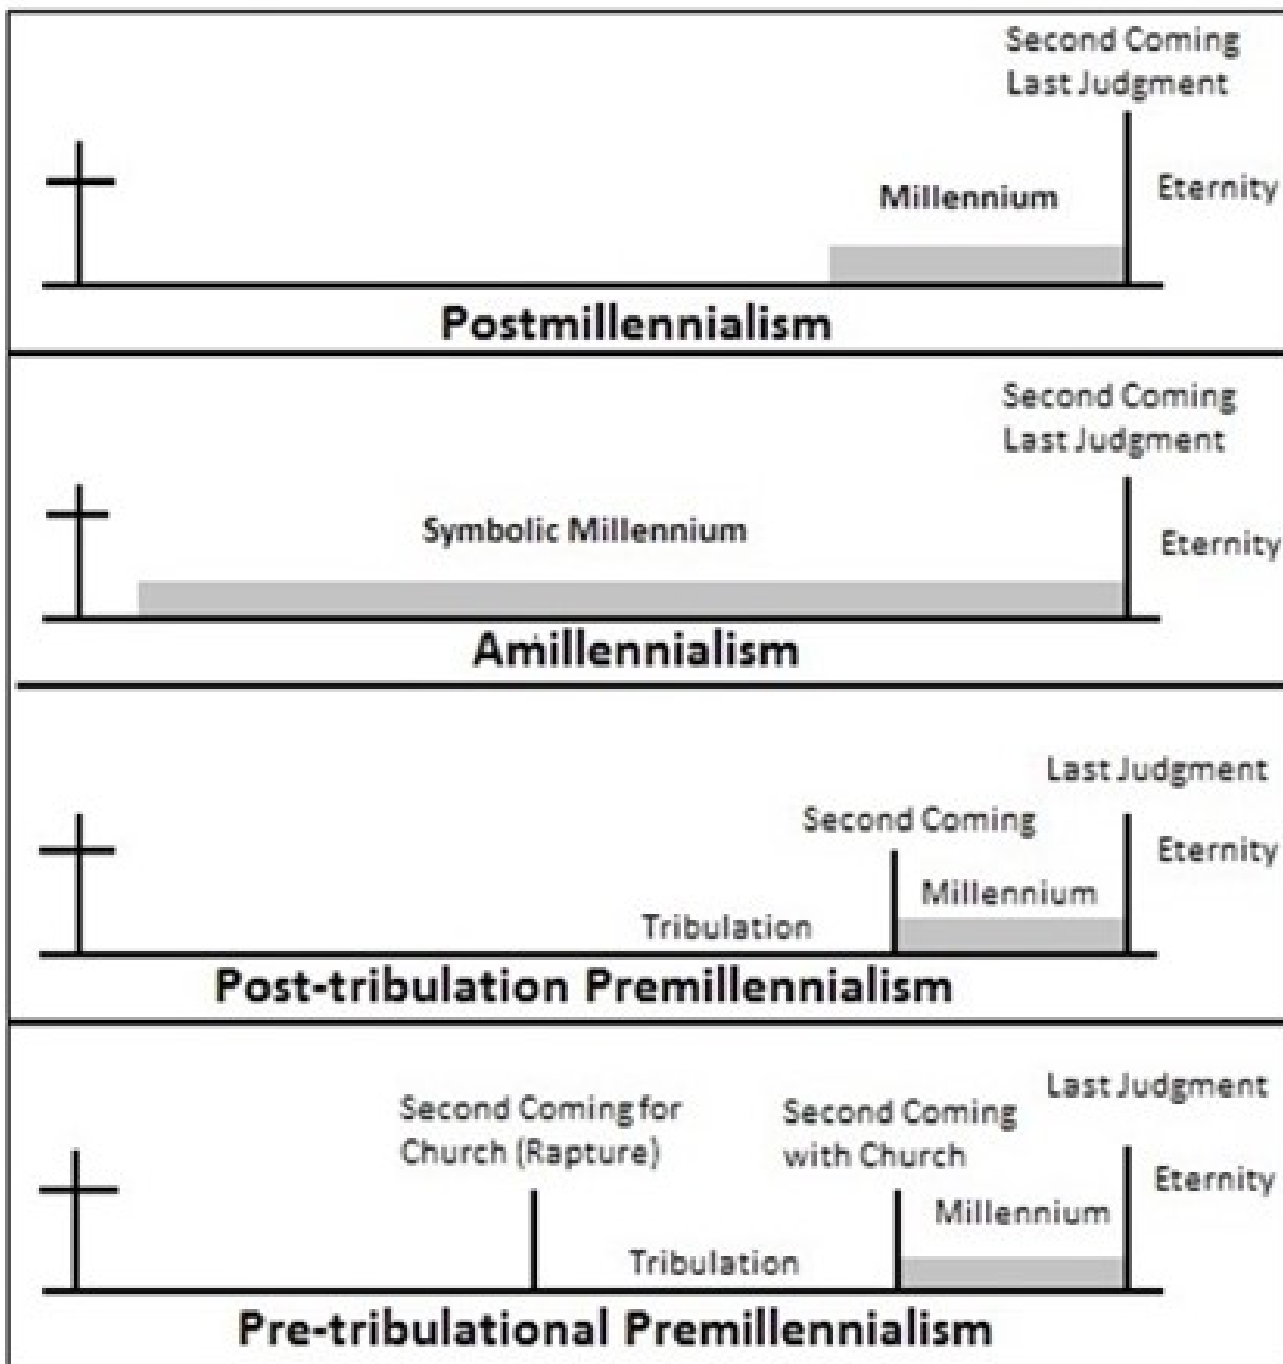 Second Coming
Last Judgment
Millennium
Eternity
Postmillennialism
Second Coming
Last Judgment
Symbolic Millennium
Eternity
Amillennialism
Last Judgment
Second Coming
Eternity
Millennium
Tribulation
Post-tribulation Premillennialism
Last Judgment
Second Coming for
Church (Rapture)
Second Coming
with Church
Eternity
Millennium
Tribulation
Pre-tribulational Premillennialism